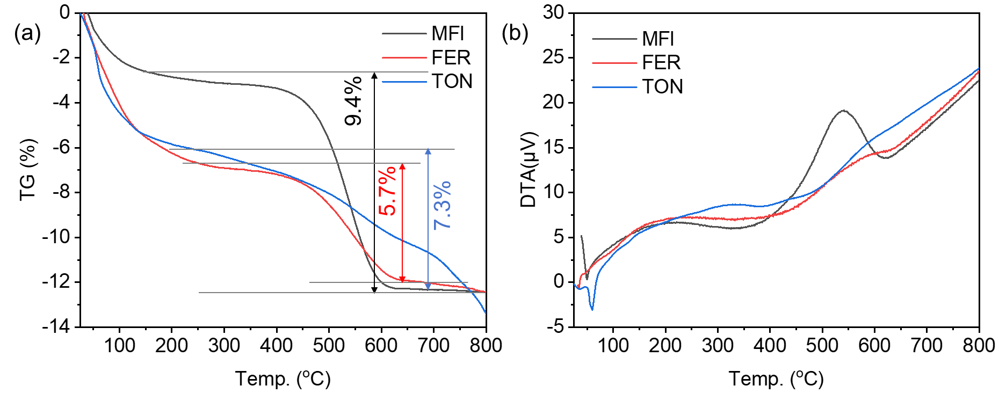 (a)
0
-2
-4
-6
-8
-10
-12
-14
TG (%)
MFI
FER
TON
9.4%
5.7%
7.3%
100 200 300 400 500 600 700 800
Temp. (°C)
(b)
30
25
20
15
10
5
0
-5
DTA(μV)
MFI
FER
TON
100 200 300 400 500 600 700 800
Temp. (°C)